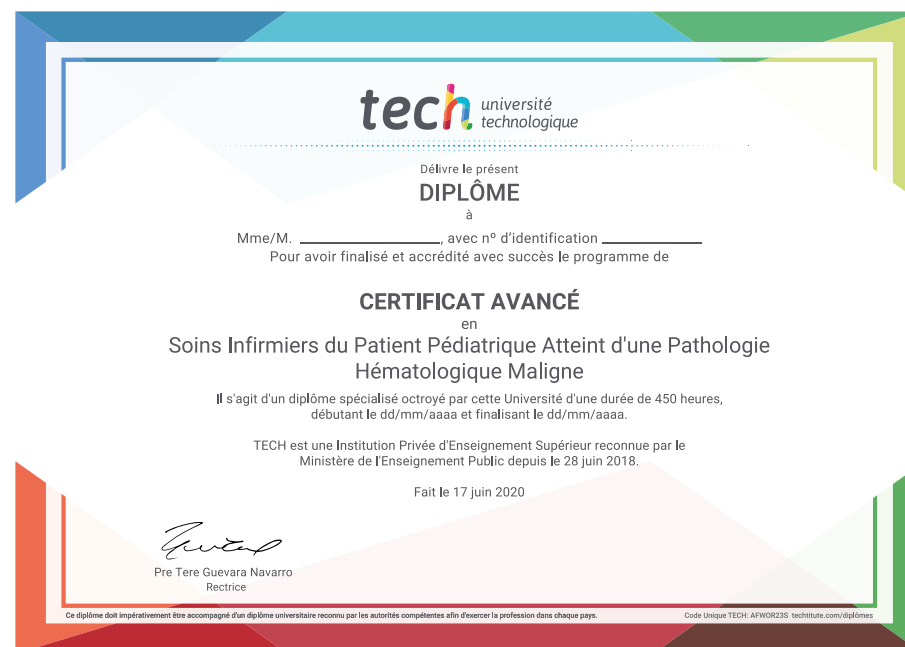 tech université
technologique
Délivre le présent
DIPLÔME
à
Mme/M. ____________________, avec nº d'identification ______________
Pour avoir finalisé et accrédité avec succès le programme de
CERTIFICAT AVANCÉ
en
Soins Infirmiers du Patient Pédiatrique Atteint d'une Pathologie
Hématologique Maligne
Il s'agit d'un diplôme spécialisé octroyé par cette Université d'une durée de 450 heures,
débutant le dd/mm/aaaa et finalisant le dd/mm/aaaa.
TECH est une Institution Privée d'Enseignement Supérieur reconnue par le
Ministère de l'Enseignement Public depuis le 28 juin 2018.
Fait le 17 juin 2020
Pre Tere Guevara Navarro
Rectrice
Ce diplôme doit impérativement être accompagné d'un diplôme universitaire reconnu par les autorités compétentes afin d'exercer la profession dans chaque pays.
Code Unique TECH: AFWOR23S techtitute.com/diplômes